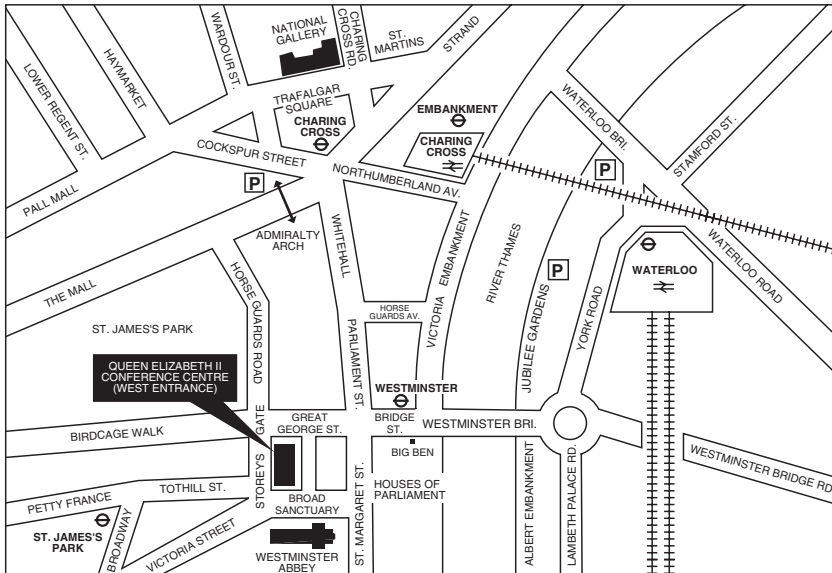 NATIONAL
GALLERY
CHARING
CROSS RD.
ST.
MARTINS
STRAND
WARDOUR ST.
HAYMARKET
LOWER REGENT ST.
TRAFALGAR
SQUARE
CHARING
CROSS
EMBANKMENT
CHARING
CROSS
WATERLOO BRI.
STAMFORD ST.
COCKSPUR STREET
NORTHUMBERLAND AV.
P
P
PALL MALL
ADMIRALTY
ARCH
WHITEHALL
VICTORIA EMBANKMENT
RIVER THAMES
P
WATERLOO
WATERLOO ROAD
THE MALL
HORSE GUARDS ROAD
HORSE
GUARDS AV.
JUBILEE GARDENS
YORK ROAD
ST. JAMES'S PARK
PARLIAMENT ST.
QUEEN ELIZABETH II
CONFERENCE CENTRE
(WEST ENTRANCE)
WESTMINSTER
BIRDCAGE WALK
STOREY'S GATE
GREAT
GEORGE ST.
BRIDGE
ST.
WESTMINSTER BRI.
BIG BEN
WESTMINSTER BRIDGE RD.
PETTY FRANCE
TOTHILL ST.
BROAD
SANCTUARY
HOUSES OF
PARLIAMENT
ST. MARGARET ST.
ALBERT EMBANKMENT
LAMBETH PALACE RD.
ST. JAMES'S
PARK
BROADWAY
VICTORIA STREET
WESTMINSTER
ABBEY